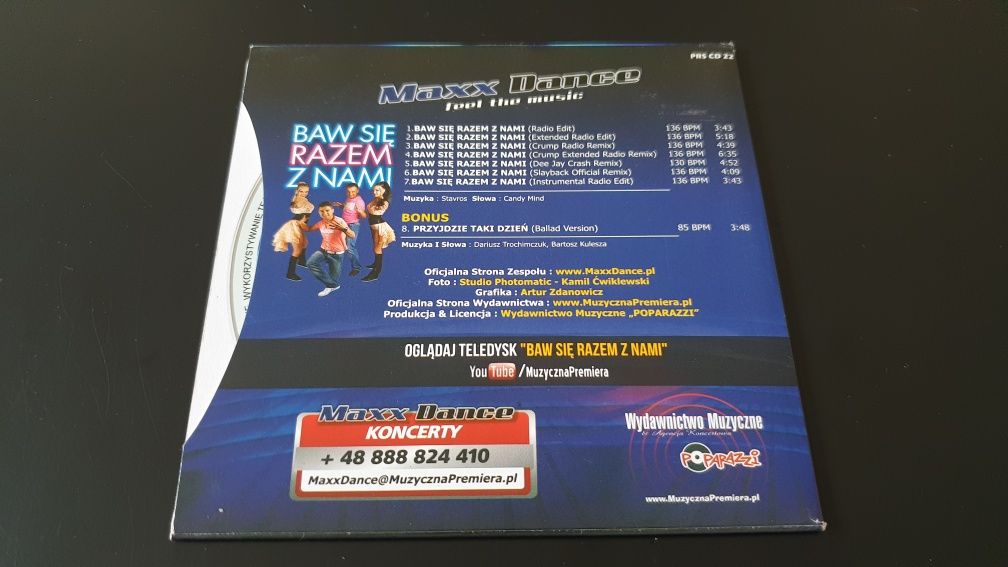 PRS CD 22
Maxx Dance
feel the music
BAW SIĘ
RAZEM
Z NAMI
1.BAW SIĘ RAZEM Z NAMI (Radio Edit) 136 BPM 3:43
2.BAW SIĘ RAZEM Z NAMI (Extended Radio Edit) 136 BPM 5:18
3.BAW SIĘ RAZEM Z NAMI (Crump Radio Remix) 136 BPM 4:39
4.BAW SIĘ RAZEM Z NAMI (Crump Extended Radio Remix) 136 BPM 6:35
5.BAW SIĘ RAZEM Z NAMI (Dee Jay Crash Remix) 130 BPM 4:52
6.BAW SIĘ RAZEM Z NAMI (Slayback Official Remix) 136 BPM 4:09
7.BAW SIĘ RAZEM Z NAMI (Instrumental Radio Edit) 136 BPM 3:43
Muzyka : Stavros Słowa : Candy Mind
BONUS
8. PRZYJDZIE TAKI DZIEŃ (Ballad Version) 85 BPM 3:48
Muzyka I Słowa : Dariusz Trochimczuk, Bartosz Kulesza
Oficjalna Strona Zespołu : www.MaxxDance.pl
Foto : Studio Photomatic - Kamil Ćwiklewski
Grafika : Artur Zdanowicz
Oficjalna Strona Wydawnictwa : www.MuzycznaPremiera.pl
Produkcja & Licencja : Wydawnictwo Muzyczne „POPARAZZI”
OGLĄDAJ TELEDYSK "BAW SIĘ RAZEM Z NAMI"
YouTube /MuzycznaPremiera
Maxx Dance
KONCERTY
+ 48 888 824 410
MaxxDance@MuzycznaPremiera.pl
Wydawnictwo Muzyczne
& Agencja Koncertowa
POPARAZZI
www.MuzycznaPremiera.pl
WYKORZYSTYWANIE